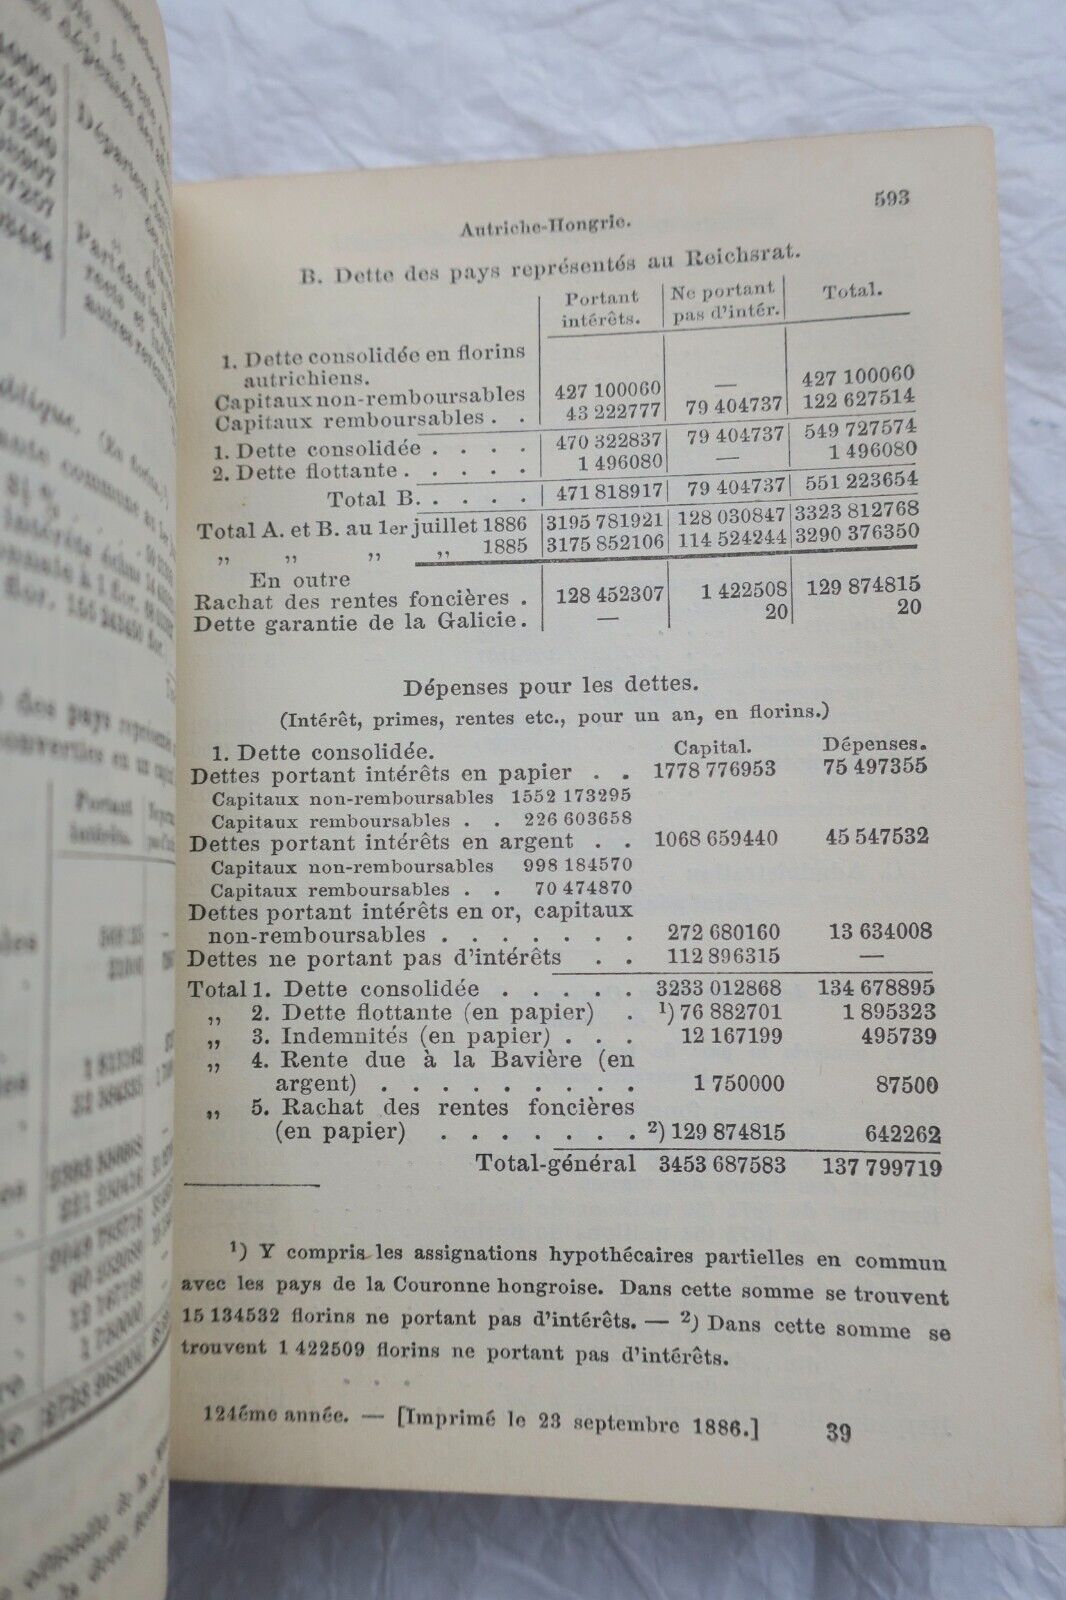 593
Autriche-Hongrie.
B. Dette des pays représentés au Reichsrat.
Portant intérêts. Ne portant pas d'intér. Total.
1. Dette consolidée en florins
autrichiens.
Capitaux non-remboursables 427 100060 — 427 100060
Capitaux remboursables . . 43 222777 79 404737 122 627514
1. Dette consolidée . . . . 470 322837 79 404737 549 727574
2. Dette flottante . . . . . 1 496080 — 1 496080
Total B. . . . . 471 818917 79 404737 551 223654
Total A. et B. au 1er juillet 1886 3195 781921 128 030847 3323 812768
„ „ „ „ 1885 3175 852106 114 524244 3290 376350
En outre
Rachat des rentes foncières . 128 452307 1 422508 129 874815
Dette garantie de la Galicie . — 20 20
Dépenses pour les dettes.
(Intérêt, primes, rentes etc., pour un an, en florins.)
1. Dette consolidée. Capital. Dépenses.
Dettes portant intérêts en papier . . 1778 776953 75 497355
Capitaux non-remboursables 1552 173295
Capitaux remboursables . . 226 603658
Dettes portant intérêts en argent . . 1068 659440 45 547532
Capitaux non-remboursables 998 184570
Capitaux remboursables . . 70 474870
Dettes portant intérêts en or, capitaux
non-remboursables . . . . . . . 272 680160 13 634008
Dettes ne portant pas d'intérêts . . 112 896315 —
Total 1. Dette consolidée . . . . . 3233 012868 134 678895
„ 2. Dette flottante (en papier) . ¹) 76 882701 1 895323
„ 3. Indemnités (en papier) . . . 12 167199 495739
„ 4. Rente due à la Bavière (en
argent) . . . . . . . . . 1 750000 87500
„ 5. Rachat des rentes foncières
(en papier) . . . . . . . ²) 129 874815 642262
Total-général 3453 687583 137 799719
¹) Y compris les assignations hypothécaires partielles en commun
avec les pays de la Couronne hongroise. Dans cette somme se trouvent
15 134532 florins ne portant pas d'intérêts. — ²) Dans cette somme se
trouvent 1 422509 florins ne portant pas d'intérêts.
124éme année. — [Imprimé le 23 septembre 1886.] 39